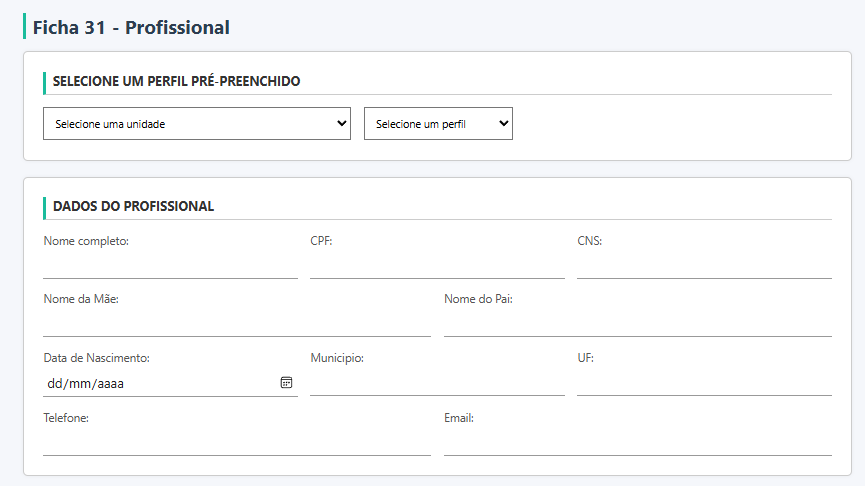 Ficha 31 - Profissional
SELECIONE UM PERFIL PRÉ-PREENCHIDO
Selecione uma unidade Selecione um perfil
DADOS DO PROFISSIONAL
Nome completo: CPF: CNS:
Nome da Mãe: Nome do Pai:
Data de Nascimento: Municipio: UF:
dd/mm/aaaa
Telefone: Email: